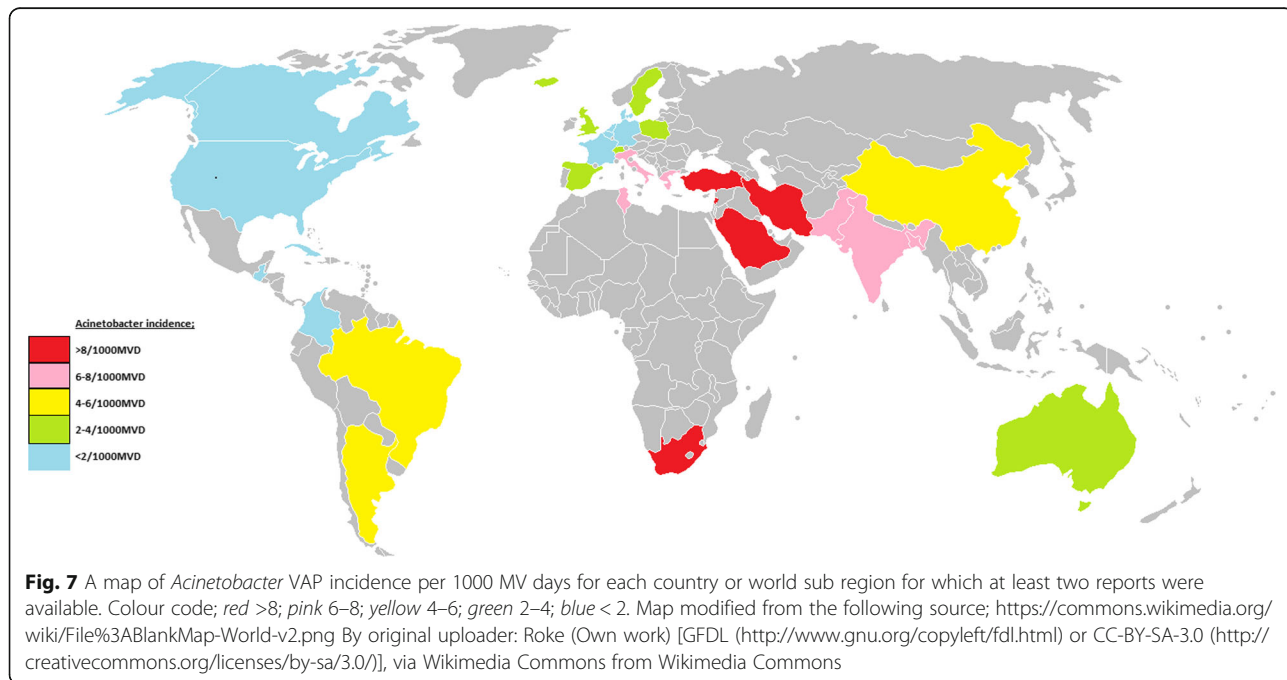 Acinetobacter incidence;
>8/1000MVD
6-8/1000MVD
4-6/1000MVD
2-4/1000MVD
<2/1000MVD
Fig. 7 A map of Acinetobacter VAP incidence per 1000 MV days for each country or world sub region for which at least two reports were
available. Colour code; red >8; pink 6–8; yellow 4–6; green 2–4; blue < 2. Map modified from the following source; https://commons.wikimedia.org/
wiki/File%3ABlankMap-World-v2.png By original uploader: Roke (Own work) [GFDL (http://www.gnu.org/copyleft/fdl.html) or CC-BY-SA-3.0 (http://
creativecommons.org/licenses/by-sa/3.0/)], via Wikimedia Commons from Wikimedia Commons